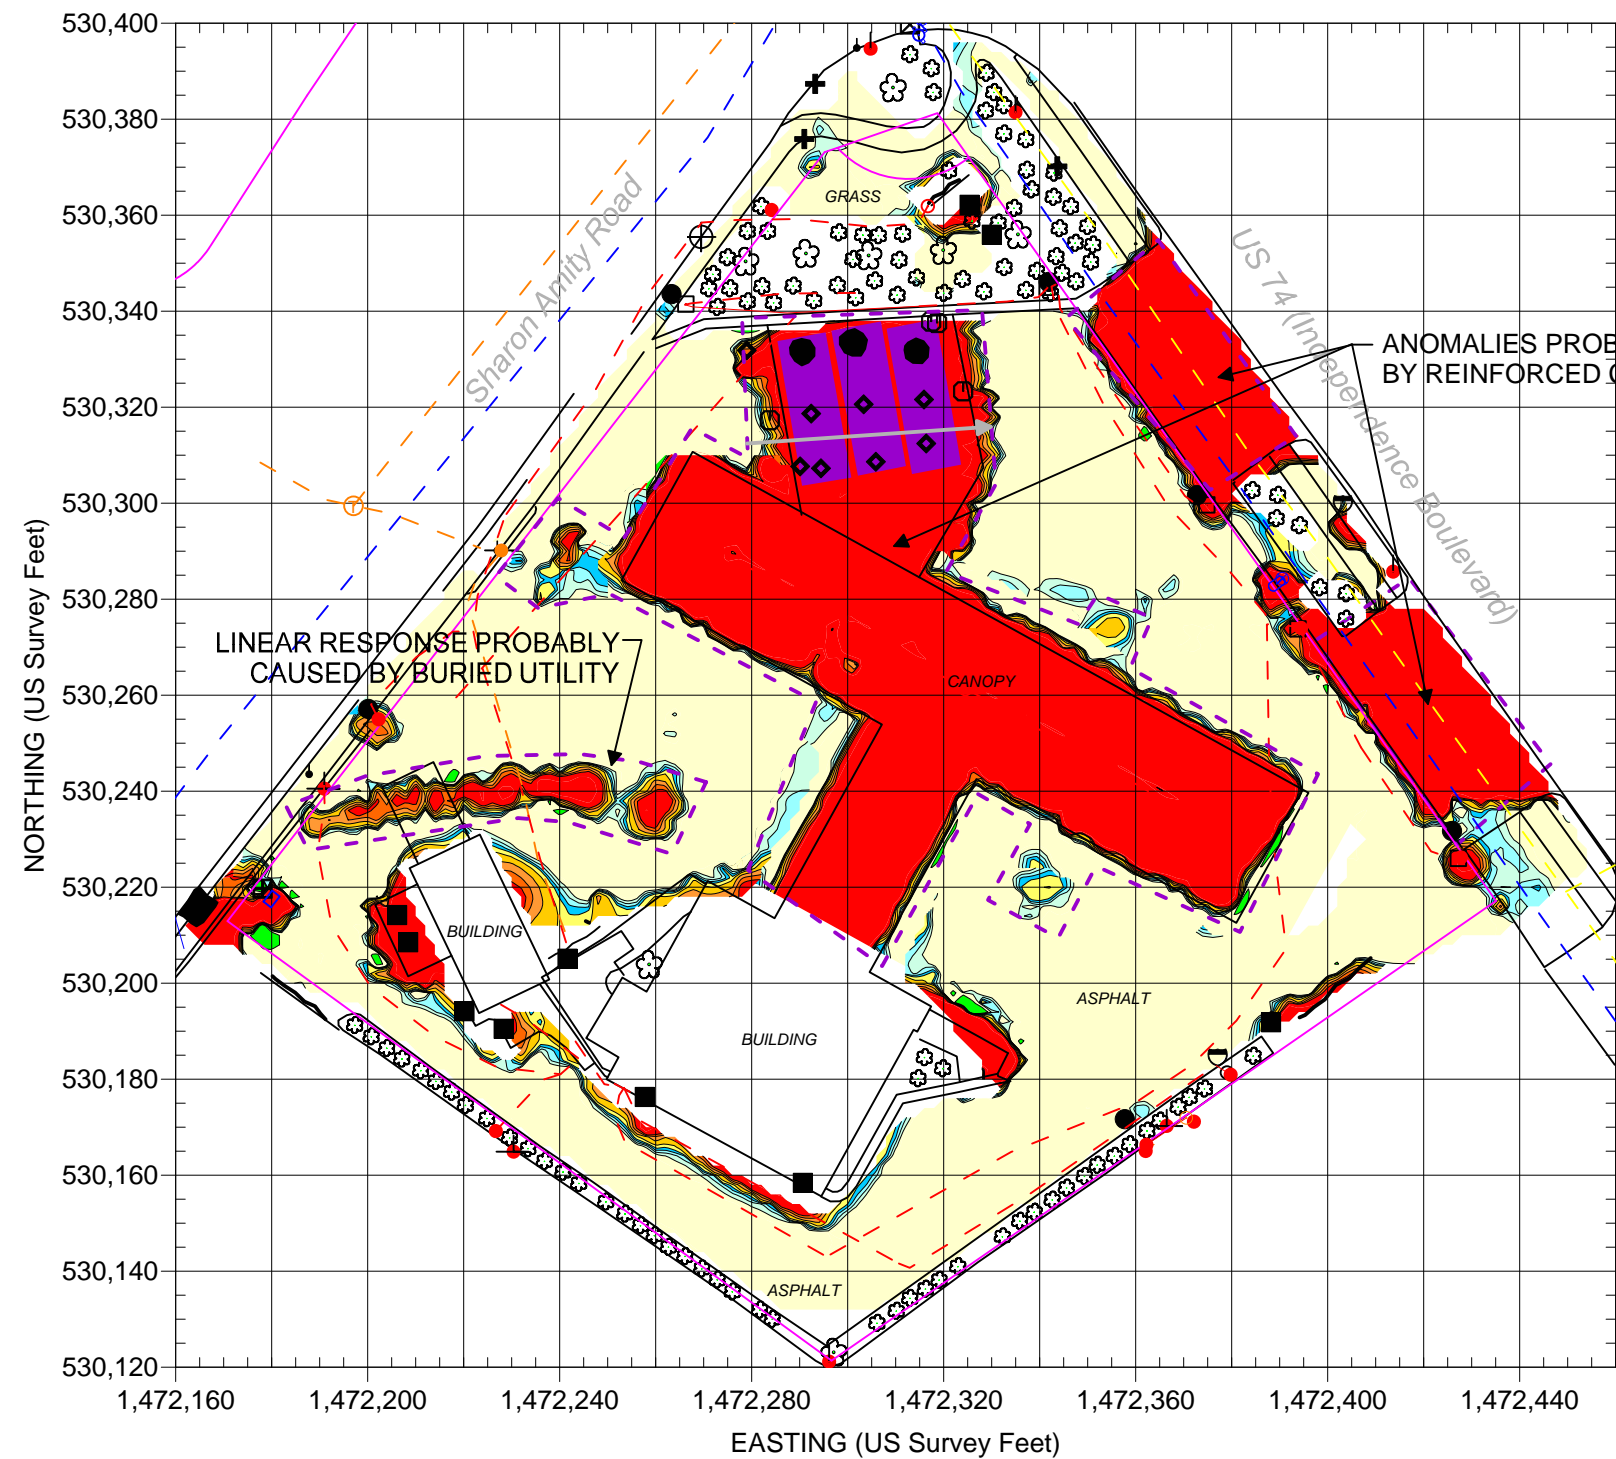 530,400
530,380
530,360
530,340
530,320
530,300
530,280
530,260
530,240
530,220
530,200
530,180
530,160
530,140
530,120
NORTHING (US Survey Feet)
1,472,160
1,472,200
1,472,240
1,472,280
1,472,320
1,472,360
1,472,400
1,472,440
EASTING (US Survey Feet)
Sharon Amity Road
US 74 (Independence Boulevard)
GRASS
ANOMALIES PROB
BY REINFORCED
LINEAR RESPONSE PROBABLY
CAUSED BY BURIED UTILITY
CANOPY
BUILDING
BUILDING
ASPHALT
ASPHALT